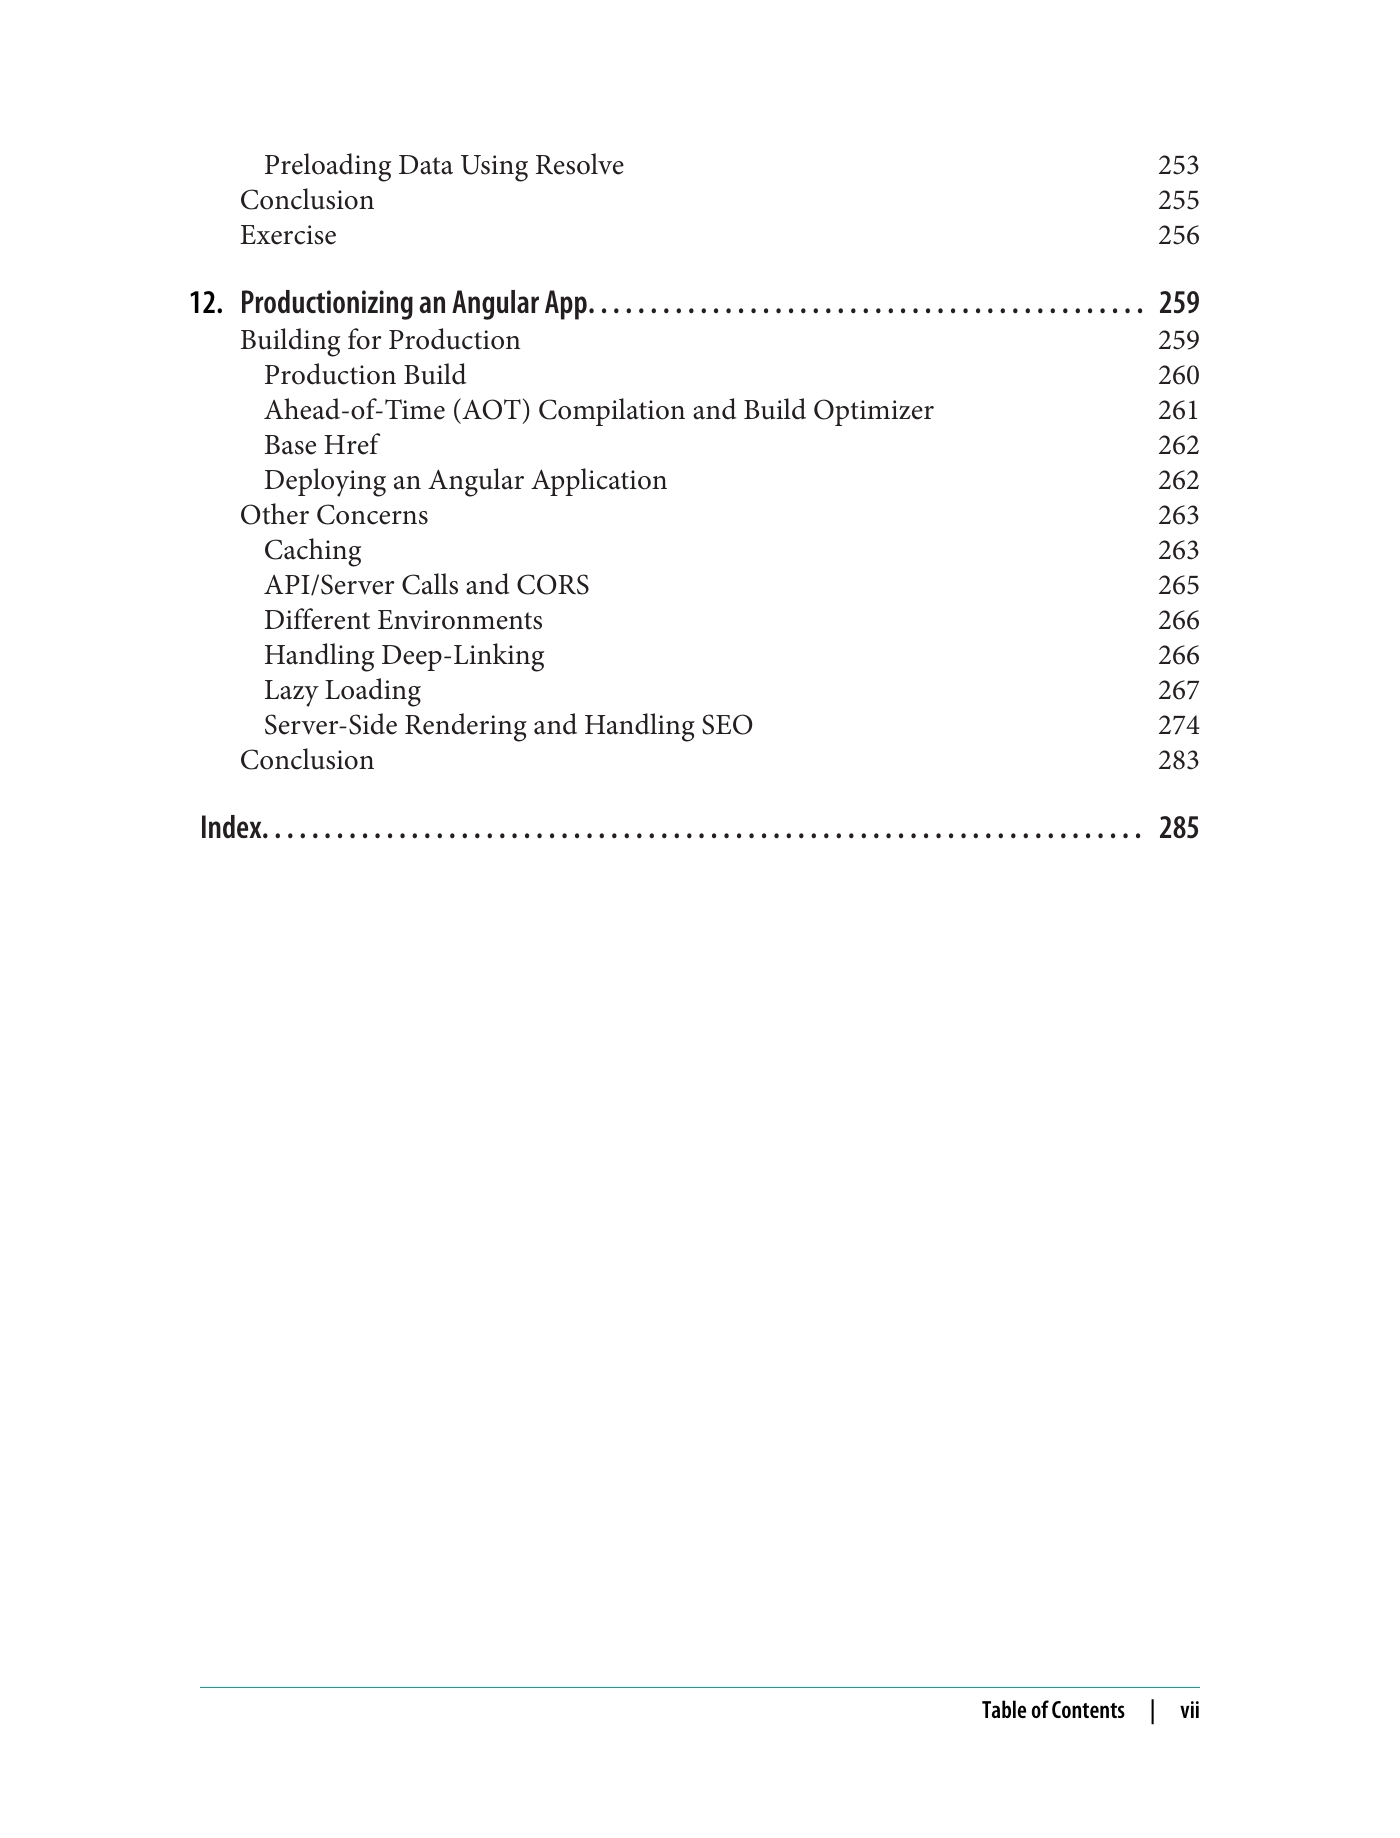 Preloading Data Using Resolve 253
Conclusion 255
Exercise 256
12. Productionizing an Angular App. . . . . . . . . . . . . . . . . . . . . . . . . . . . . . . . . . . . . . . . . . . . 259
Building for Production 259
Production Build 260
Ahead-of-Time (AOT) Compilation and Build Optimizer 261
Base Href 262
Deploying an Angular Application 262
Other Concerns 263
Caching 263
API/Server Calls and CORS 265
Different Environments 266
Handling Deep-Linking 266
Lazy Loading 267
Server-Side Rendering and Handling SEO 274
Conclusion 283
Index. . . . . . . . . . . . . . . . . . . . . . . . . . . . . . . . . . . . . . . . . . . . . . . . . . . . . . . . . . . . . . . . . . . . . . 285
Table of Contents | vii